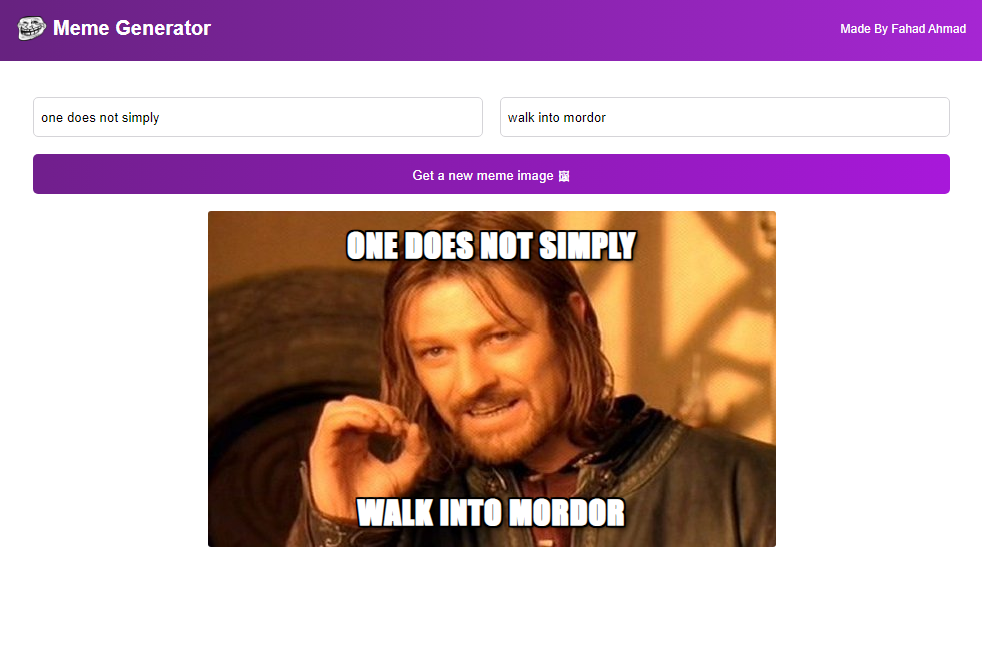 Meme Generator
Made By Fahad Ahmad
one does not simply
walk into mordor
Get a new meme image 🖼
ONE DOES NOT SIMPLY
WALK INTO MORDOR